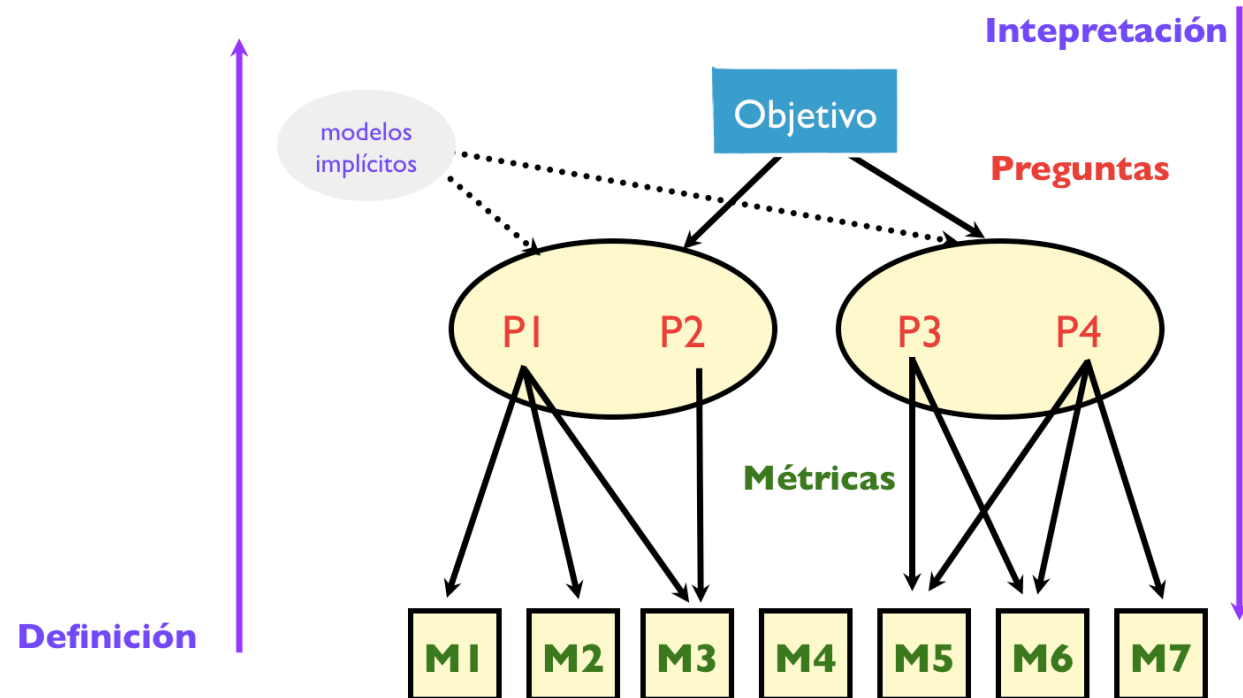 Intepretación
Objetivo
modelos
implícitos
Preguntas
P1
P2
P3
P4
Métricas
Definición
M1
M2
M3
M4
M5
M6
M7